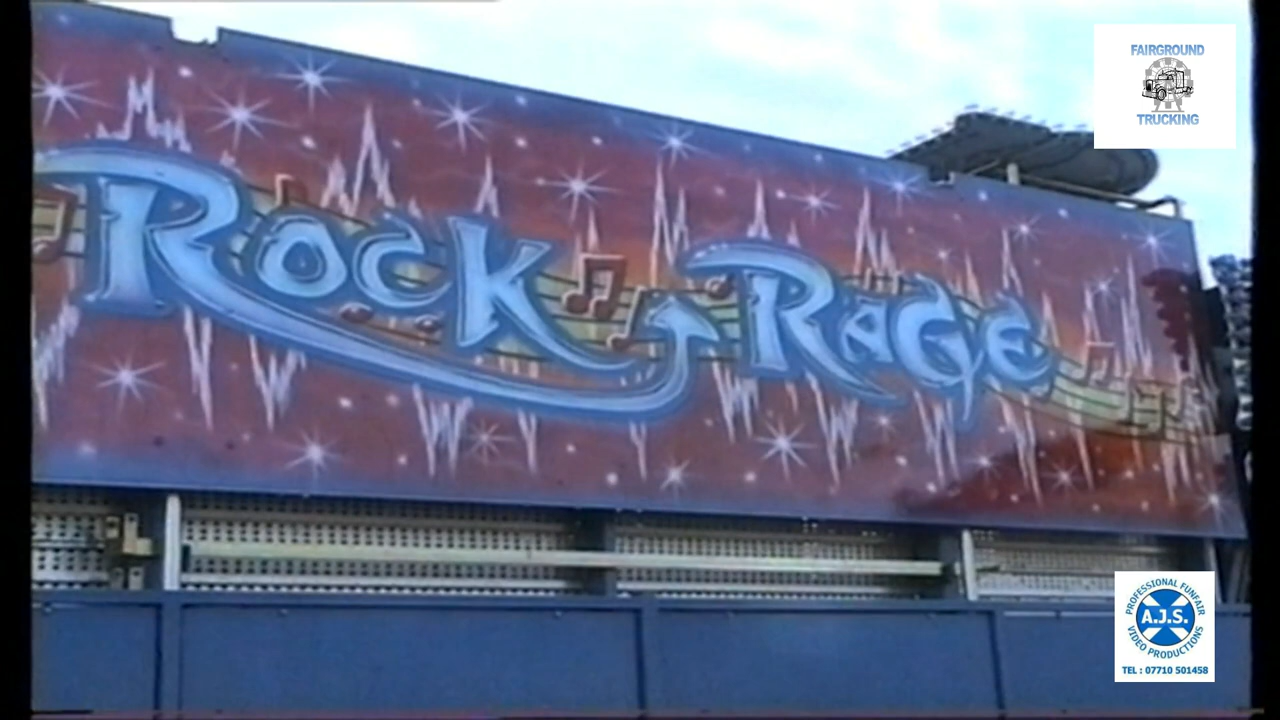 FAIRGROUND
TRUCKING
ROCK RAGE
PROFESSIONAL FUNFAIR
A.J.S.
VIDEO PRODUCTIONS
TEL : 07710 501458